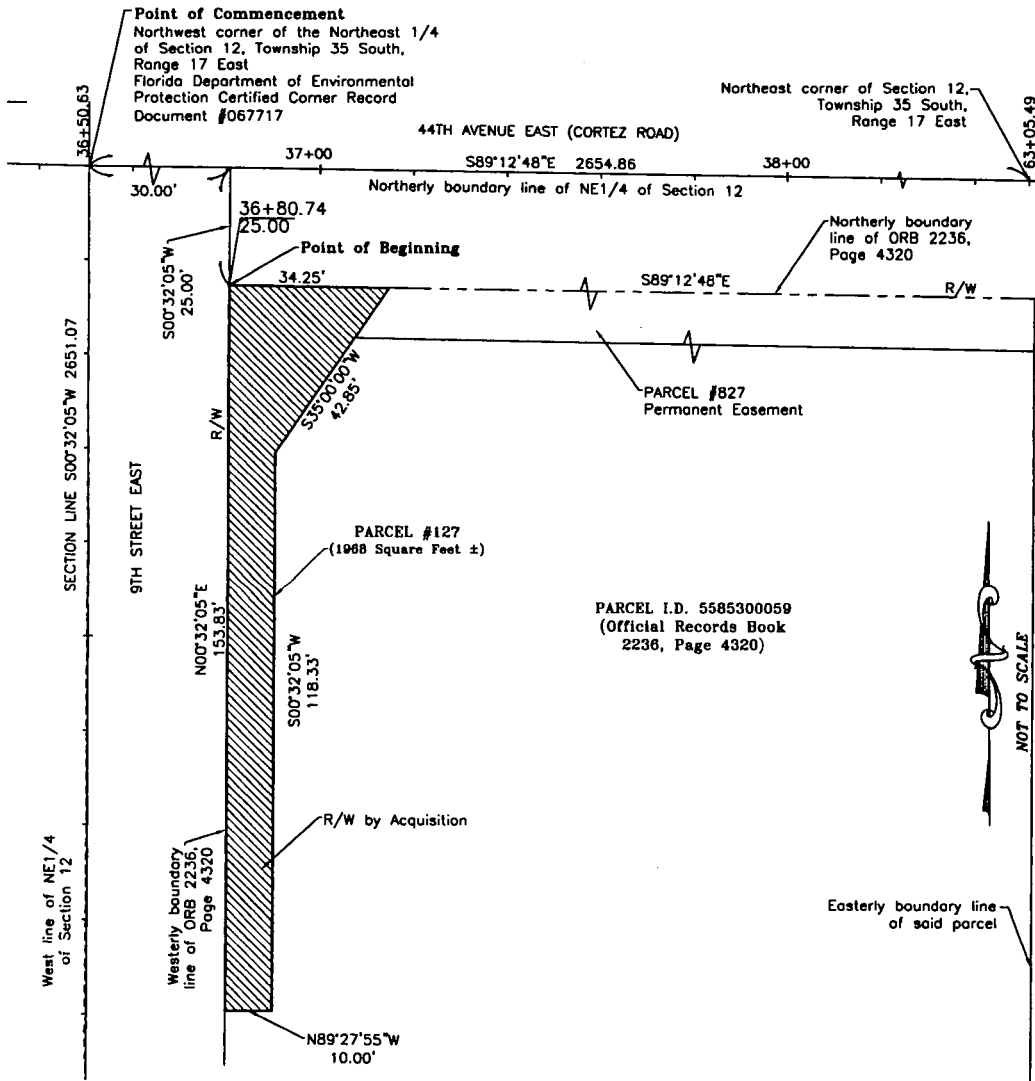 Point of Commencement
Northwest corner of the Northeast 1/4
of Section 12, Township 35 South,
Range 17 East
Florida Department of Environmental
Protection Certified Corner Record
Document #067717
Northeast corner of Section 12,
Township 35 South,
Range 17 East
36+50.63
63+05.49
44TH AVENUE EAST (CORTEZ ROAD)
37+00
S89°12'48"E 2654.86
38+00
30.00'
Northerly boundary line of NE1/4 of Section 12
36+80.74
25.00
S00°32'05"W
25.00'
Point of Beginning
Northerly boundary
line of ORB 2236,
Page 4320
34.25'
S89°12'48"E
R/W
S35°00'00"W
42.85'
PARCEL #827
Permanent Easement
SECTION LINE S00°32'05"W 2651.07
R/W
9TH STREET EAST
PARCEL #127
(1968 Square Feet ±)
N00°32'05"E
153.83'
S00°32'05"W
118.33'
PARCEL I.D. 5585300059
(Official Records Book
2236, Page 4320)
NOT TO SCALE
R/W by Acquisition
West line of NE1/4
of Section 12
Westerly boundary
line of ORB 2236,
Page 4320
Easterly boundary line
of said parcel
N89°27'55"W
10.00'